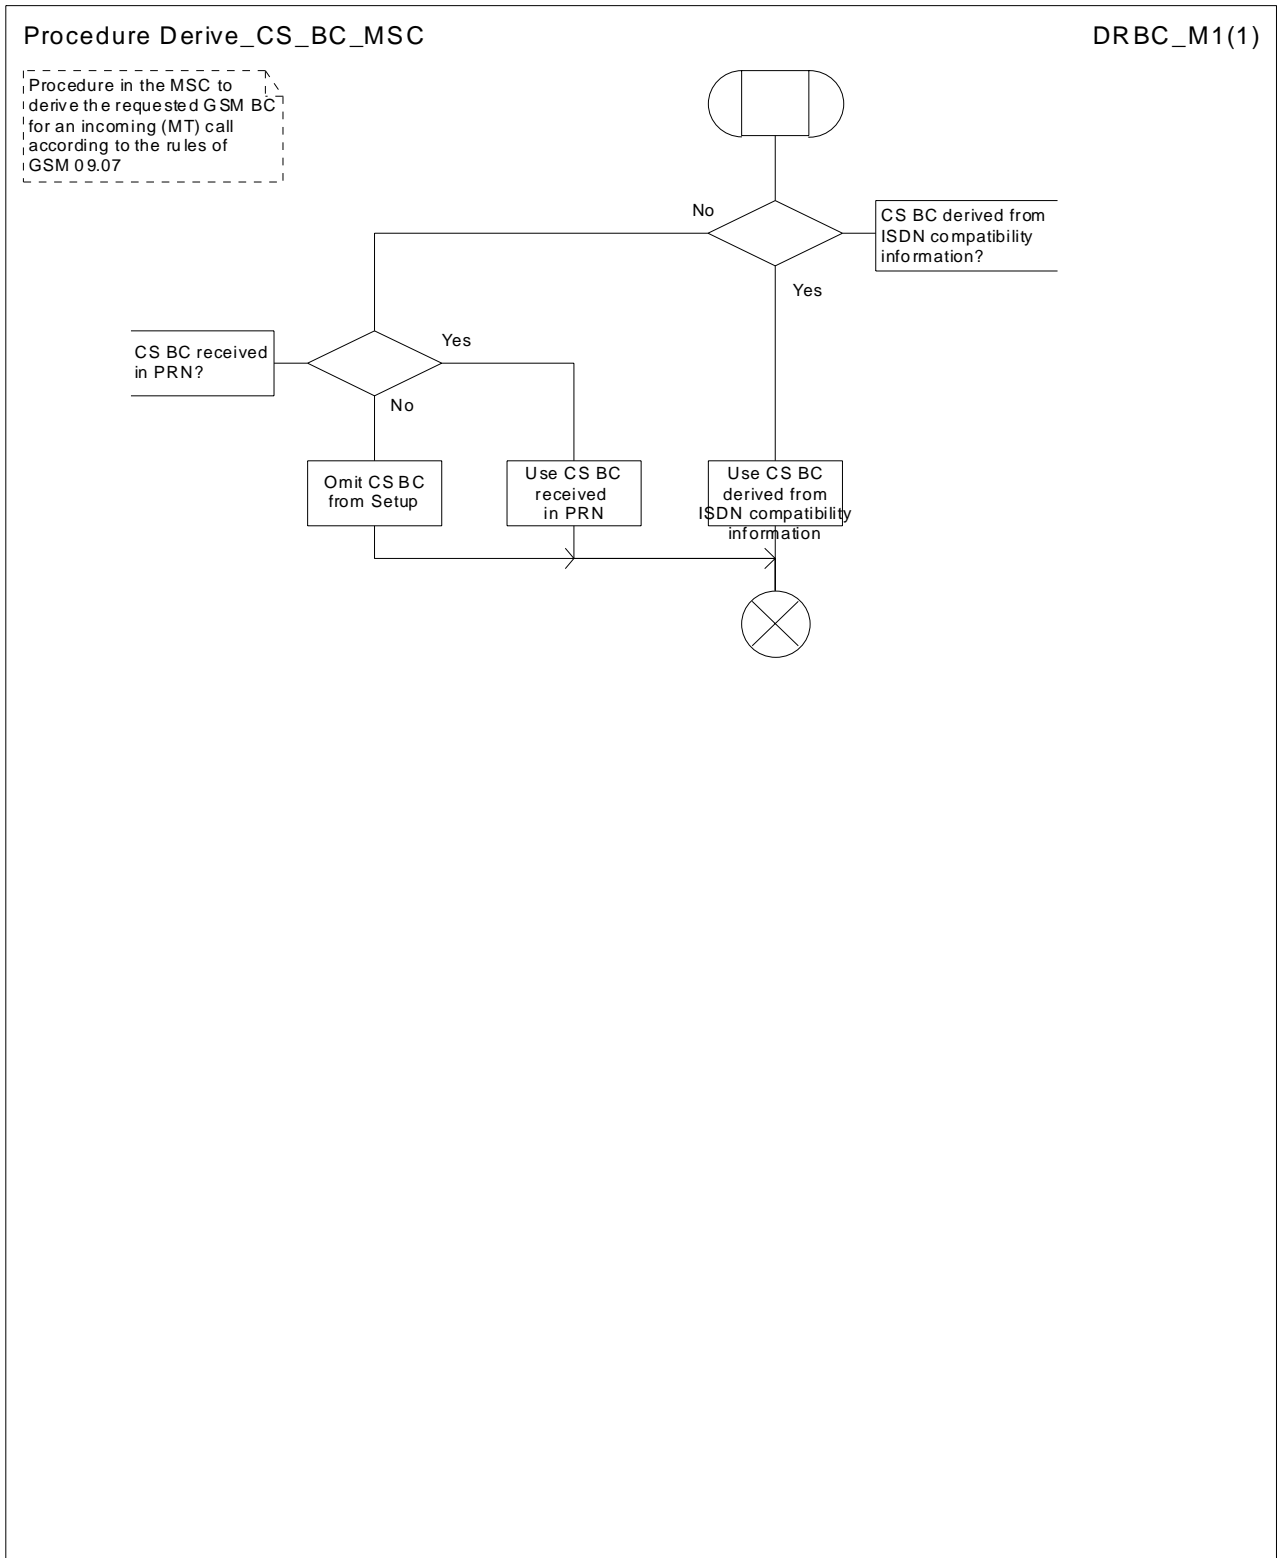 Procedure Derive_CS_BC_MSC
DRBC_M1(1)
Procedure in the MSC to
derive the requested GSM BC
for an incoming (MT) call
according to the rules of
GSM 09.07
No
CS BC derived from
ISDN compatibility
information?
Yes
CS BC received
in PRN?
Yes
No
Omit CS BC
from Setup
Use CS BC
received
in PRN
Use CS BC
derived from
ISDN compatibility
information